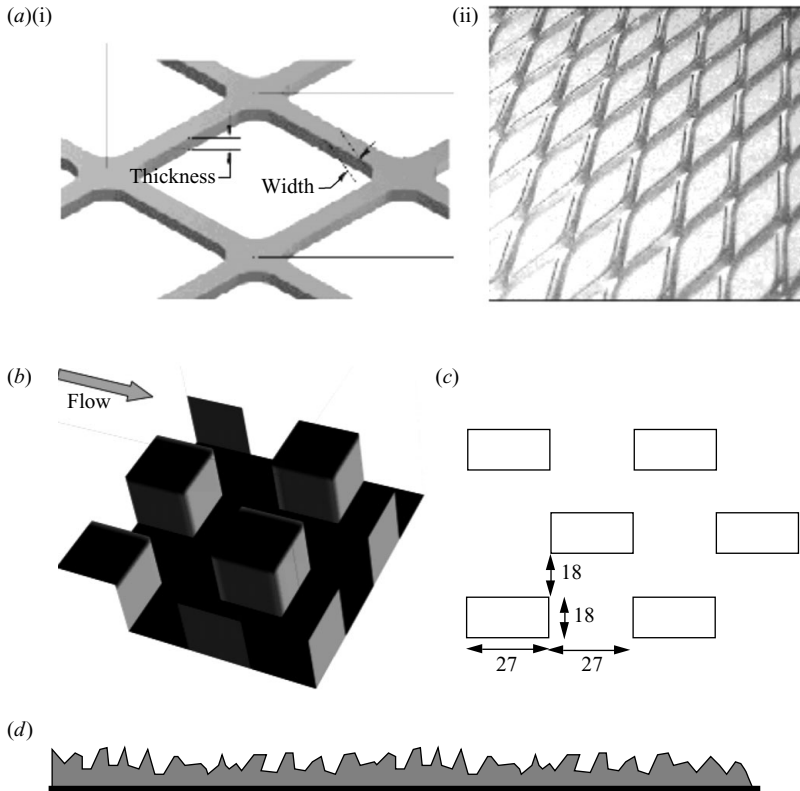 (a)(i)
(ii)
Thickness
Width
(b)
(c)
Flow
18
18
27
27
(d)